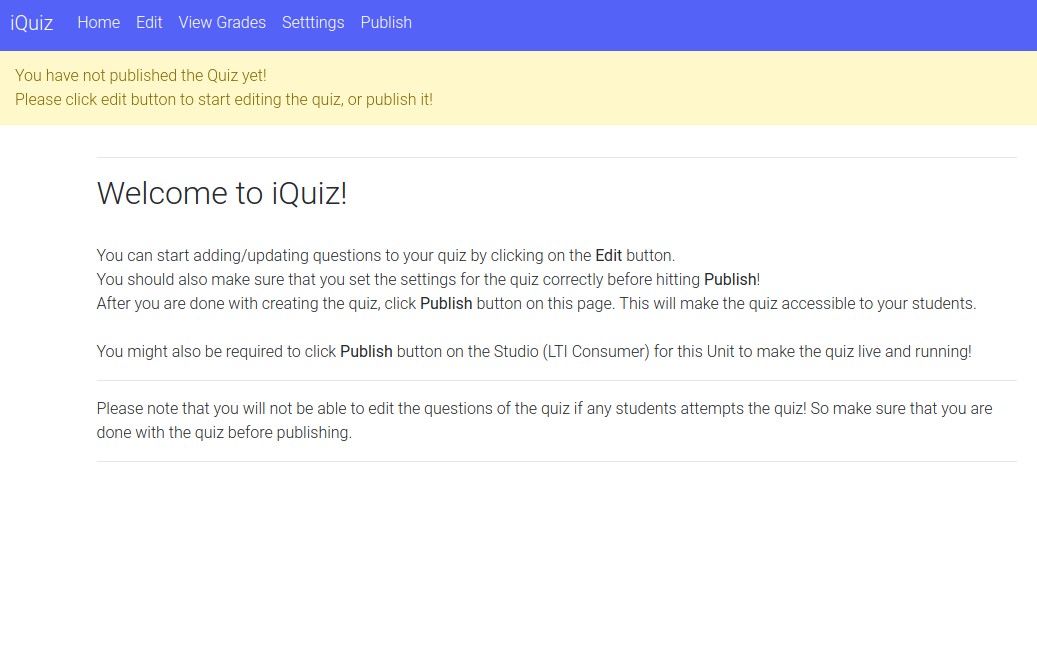 iQuiz Home Edit View Grades Setttings Publish
You have not published the Quiz yet!
Please click edit button to start editing the quiz, or publish it!
Welcome to iQuiz!
You can start adding/updating questions to your quiz by clicking on the Edit button.
You should also make sure that you set the settings for the quiz correctly before hitting Publish!
After you are done with creating the quiz, click Publish button on this page. This will make the quiz accessible to your students.
You might also be required to click Publish button on the Studio (LTI Consumer) for this Unit to make the quiz live and running!
Please note that you will not be able to edit the questions of the quiz if any students attempts the quiz! So make sure that you are
done with the quiz before publishing.